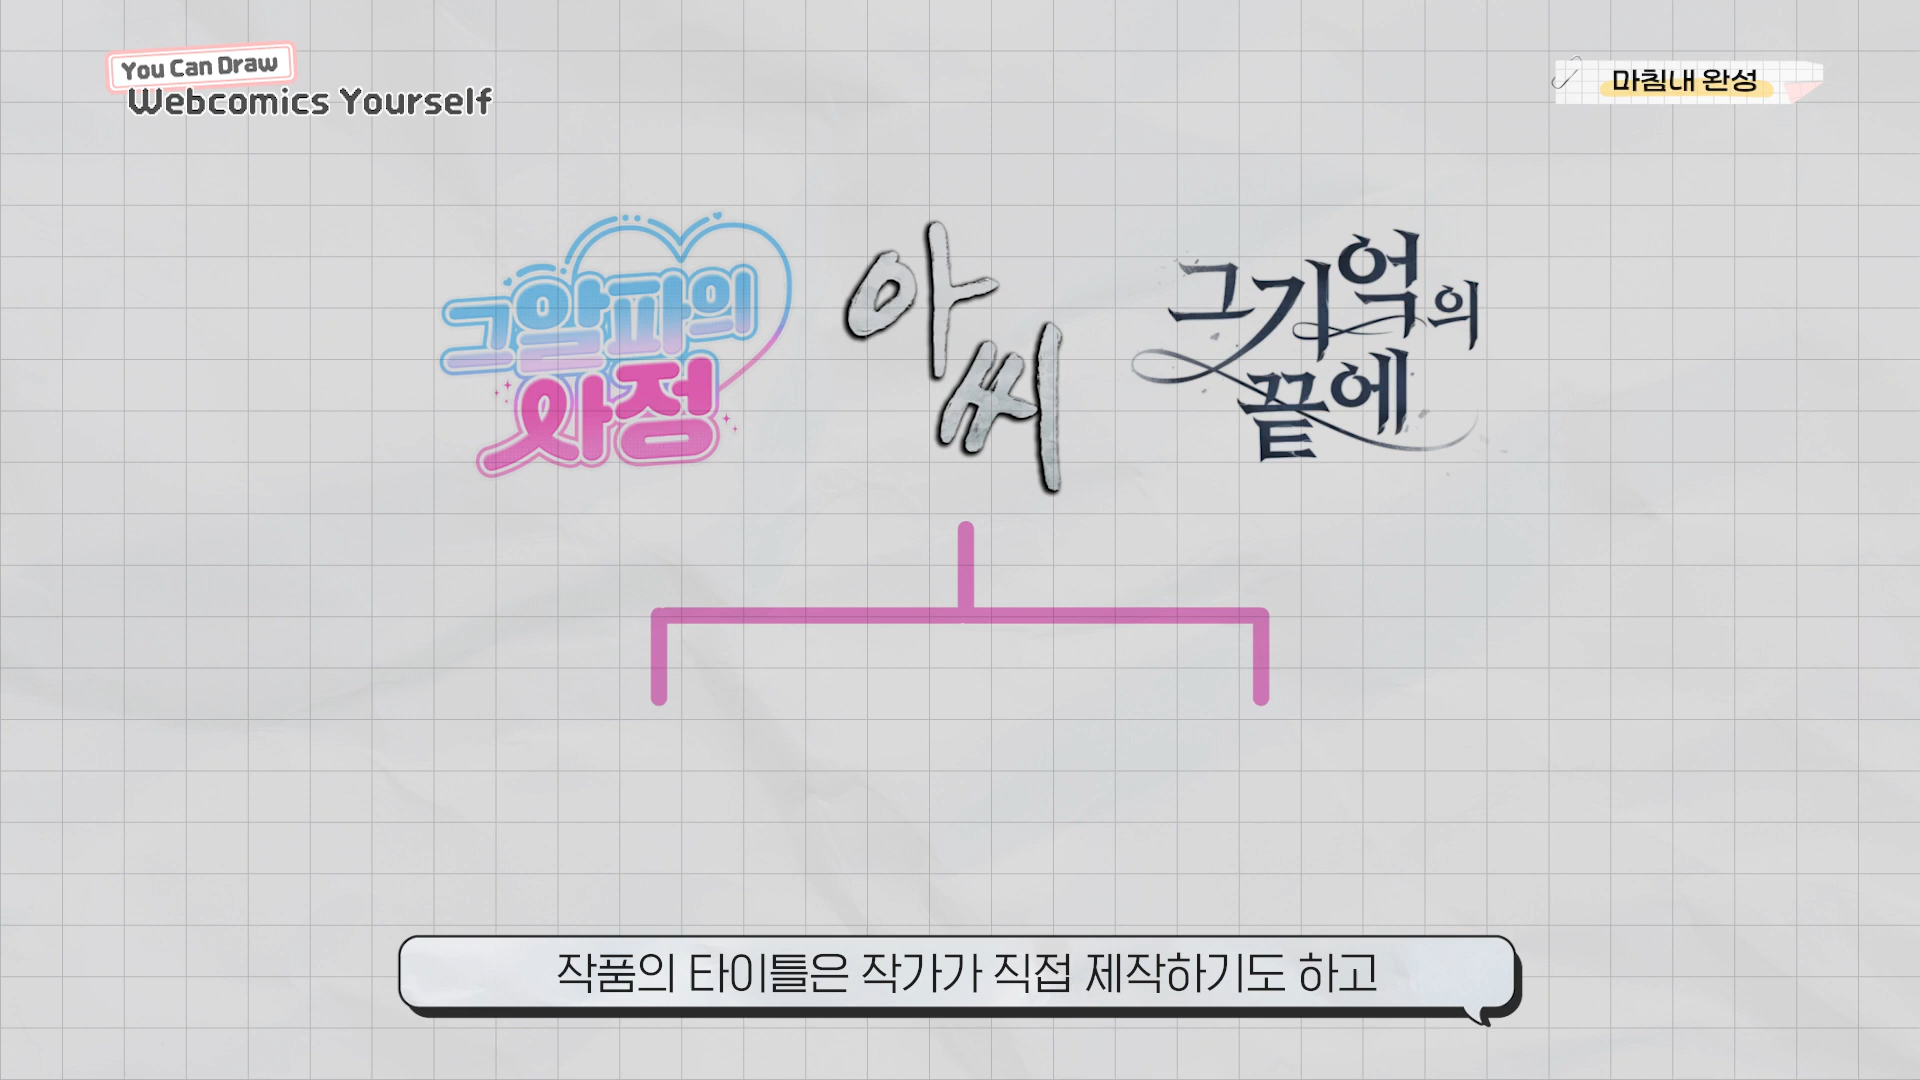 You Can Draw
Webcomics Yourself
마침내 완성
그 알파의
사정
아씨
그 기억의
끝에
작품의 타이틀은 작가가 직접 제작하기도 하고